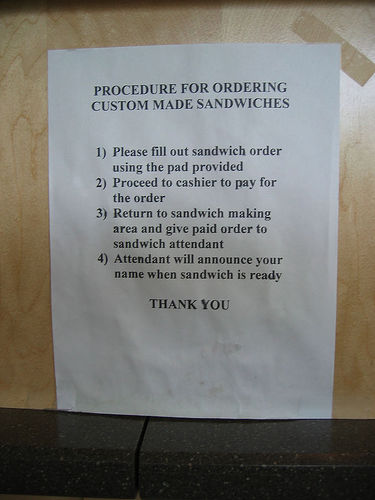 PROCEDURE FOR ORDERING
CUSTOM MADE SANDWICHES
1) Please fill out sandwich order
using the pad provided
2) Proceed to cashier to pay for
the order
3) Return to sandwich making
area and give paid order to
sandwich attendant
4) Attendant will announce your
name when sandwich is ready
THANK YOU